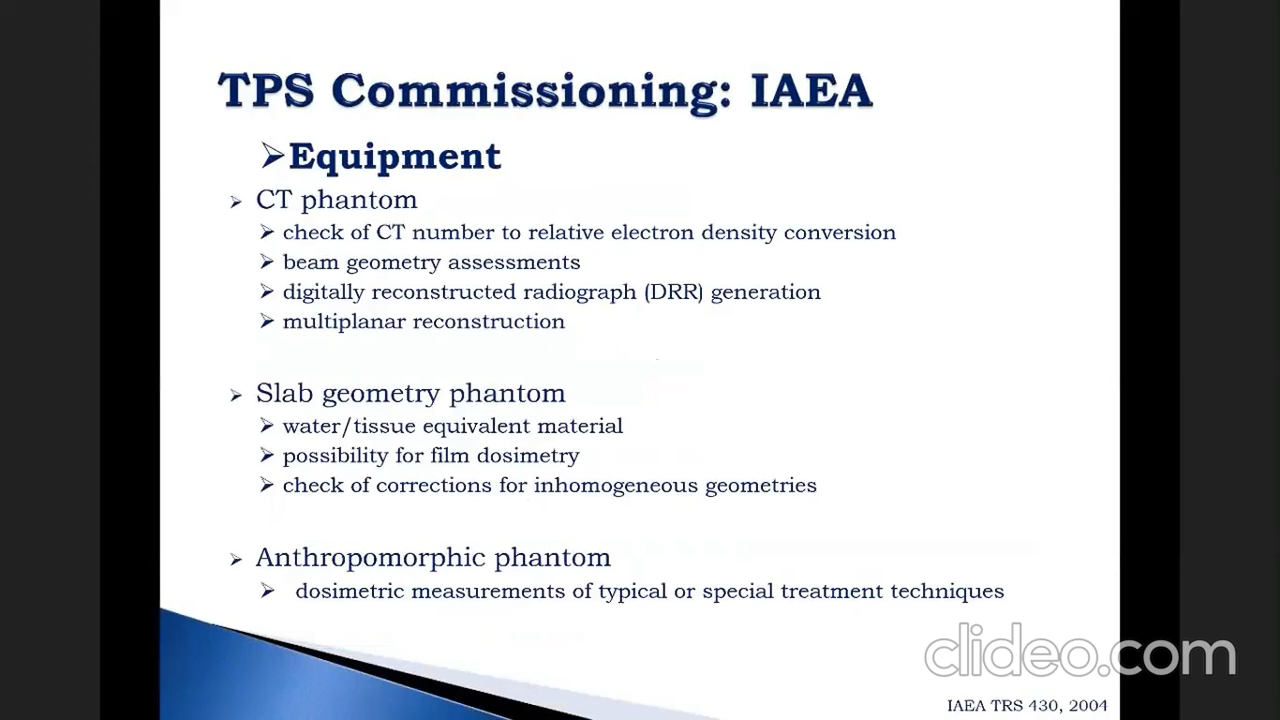 TPS Commissioning: IAEA
Equipment
CT phantom
check of CT number to relative electron density conversion
beam geometry assessments
digitally reconstructed radiograph (DRR) generation
multiplanar reconstruction
Slab geometry phantom
water/tissue equivalent material
possibility for film dosimetry
check of corrections for inhomogeneous geometries
Anthropomorphic phantom
dosimetric measurements of typical or special treatment techniques
clideo.com
IAEA TRS 430, 2004